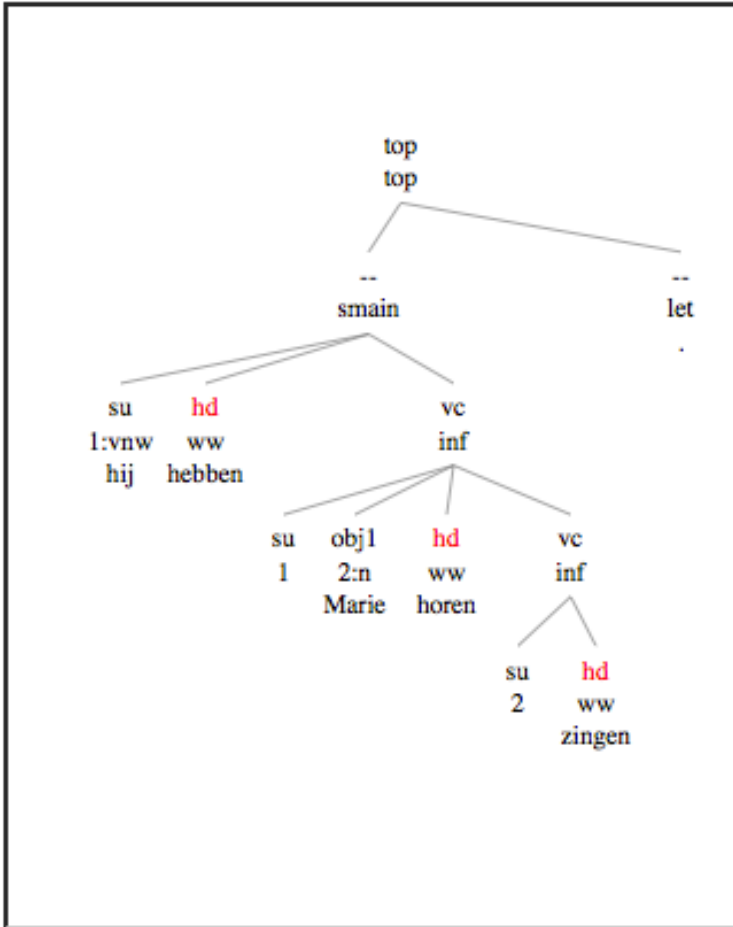 top
top
-- --
smain let
.
su hd vc
1:vnw ww inf
hij hebben
su obj1 hd vc
1 2:n ww inf
Marie horen
su hd
2 ww
zingen